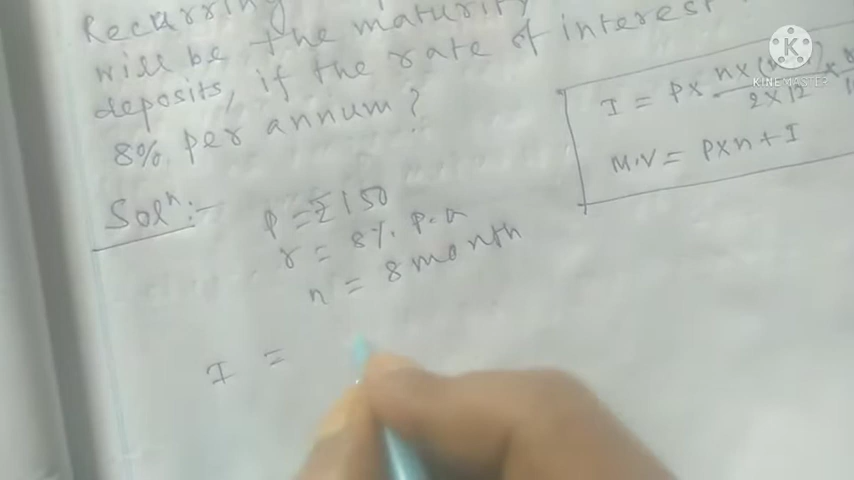 Recurring
will be the maturity
deposits, if the rate of interest
8% per annum?
I = P× n×(n
2×12 ×
M.V = P×n + I
KINEMASTER
Solⁿ:-
P = ₹150
r = 8% p.a
n = 8 month
I =